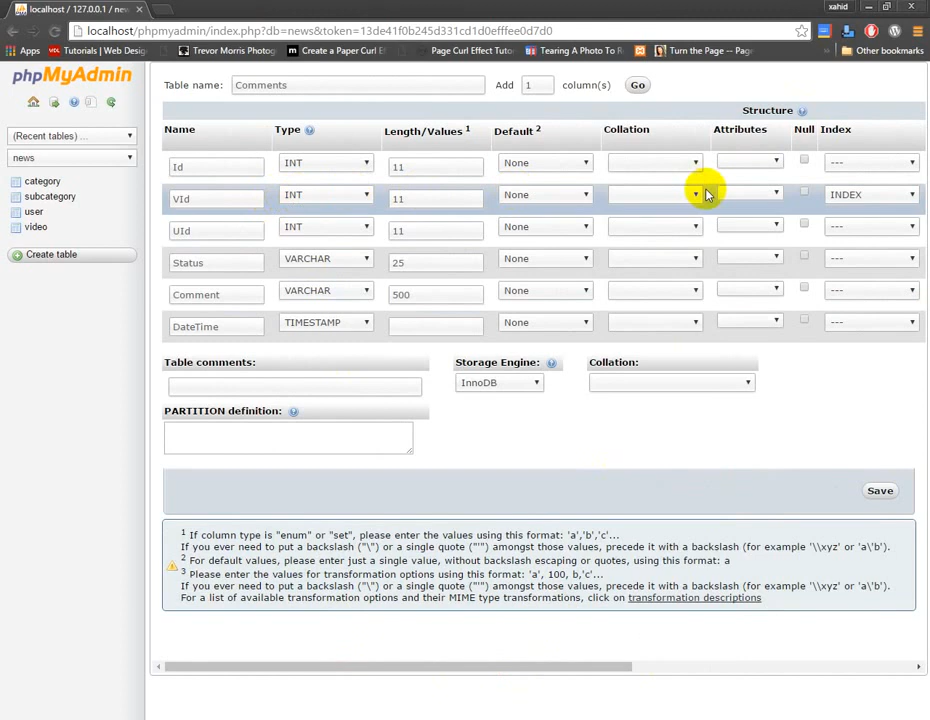 localhost / 127.0.0.1 / ne
xahid
localhost/phpmyadmin/index.php?db=news&token=13de41f0b245d331cd1d0efffee0d7d0
Apps VDL Tutorials | Web Desig Trevor Morris Photog m Create a Paper Curl Ef Page Curl Effect Tutor Tearing A Photo To R Turn the Page – Page » Other bookmarks
phpMyAdmin
(Recent tables) ...
news
category
subcategory
user
video
Create table
Table name: Comments Add 1 column(s) Go
Structure
Name Type Length/Values 1 Default 2 Collation Attributes Null Index
Id INT 11 None ---
VId INT 11 None INDEX
UId INT 11 None ---
Status VARCHAR 25 None ---
Comment VARCHAR 500 None ---
DateTime TIMESTAMP None ---
Table comments: Storage Engine: Collation:
InnoDB
PARTITION definition:
Save
1 If column type is "enum" or "set", please enter the values using this format: 'a','b','c'...
If you ever need to put a backslash ("\") or a single quote ("'") amongst those values, precede it with a backslash (for example '\\xyz' or 'a\'b').
2 For default values, please enter just a single value, without backslash escaping or quotes, using this format: a
3 Please enter the values for transformation options using this format: 'a', 100, b,'c'...
If you ever need to put a backslash ("\") or a single quote ("'") amongst those values, precede it with a backslash (for example '\\xyz' or 'a\'b').
For a list of available transformation options and their MIME type transformations, click on transformation descriptions